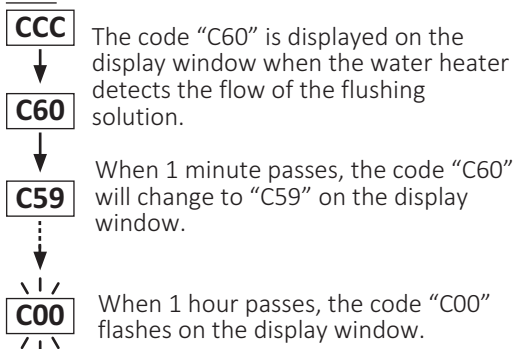 CCC
The code “C60” is displayed on the
display window when the water heater
detects the flow of the flushing
solution.
C60
When 1 minute passes, the code “C60”
will change to “C59” on the display
window.
C59
When 1 hour passes, the code “C00”
flashes on the display window.
C00